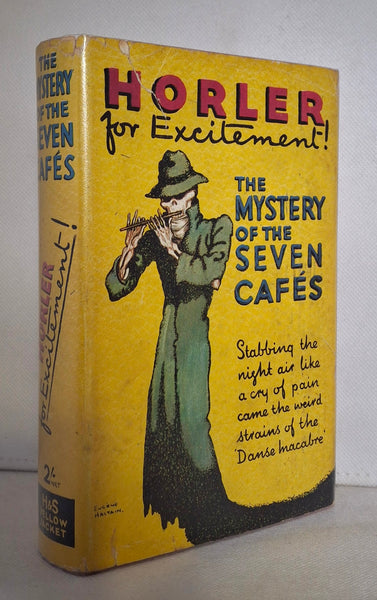 HORLER
for Excitement!
THE
MYSTERY
OF THE
SEVEN
CAFÉS
Stabbing the
night air like
a cry of pain
came the weird
strains of the
'Danse macabre'
EUGENE
HASTAIN.
THE
MYSTERY
OF THE
SEVEN
CAFÉS
HORLER
for Excitement!
2/-
NET
H&S
YELLOW
JACKET